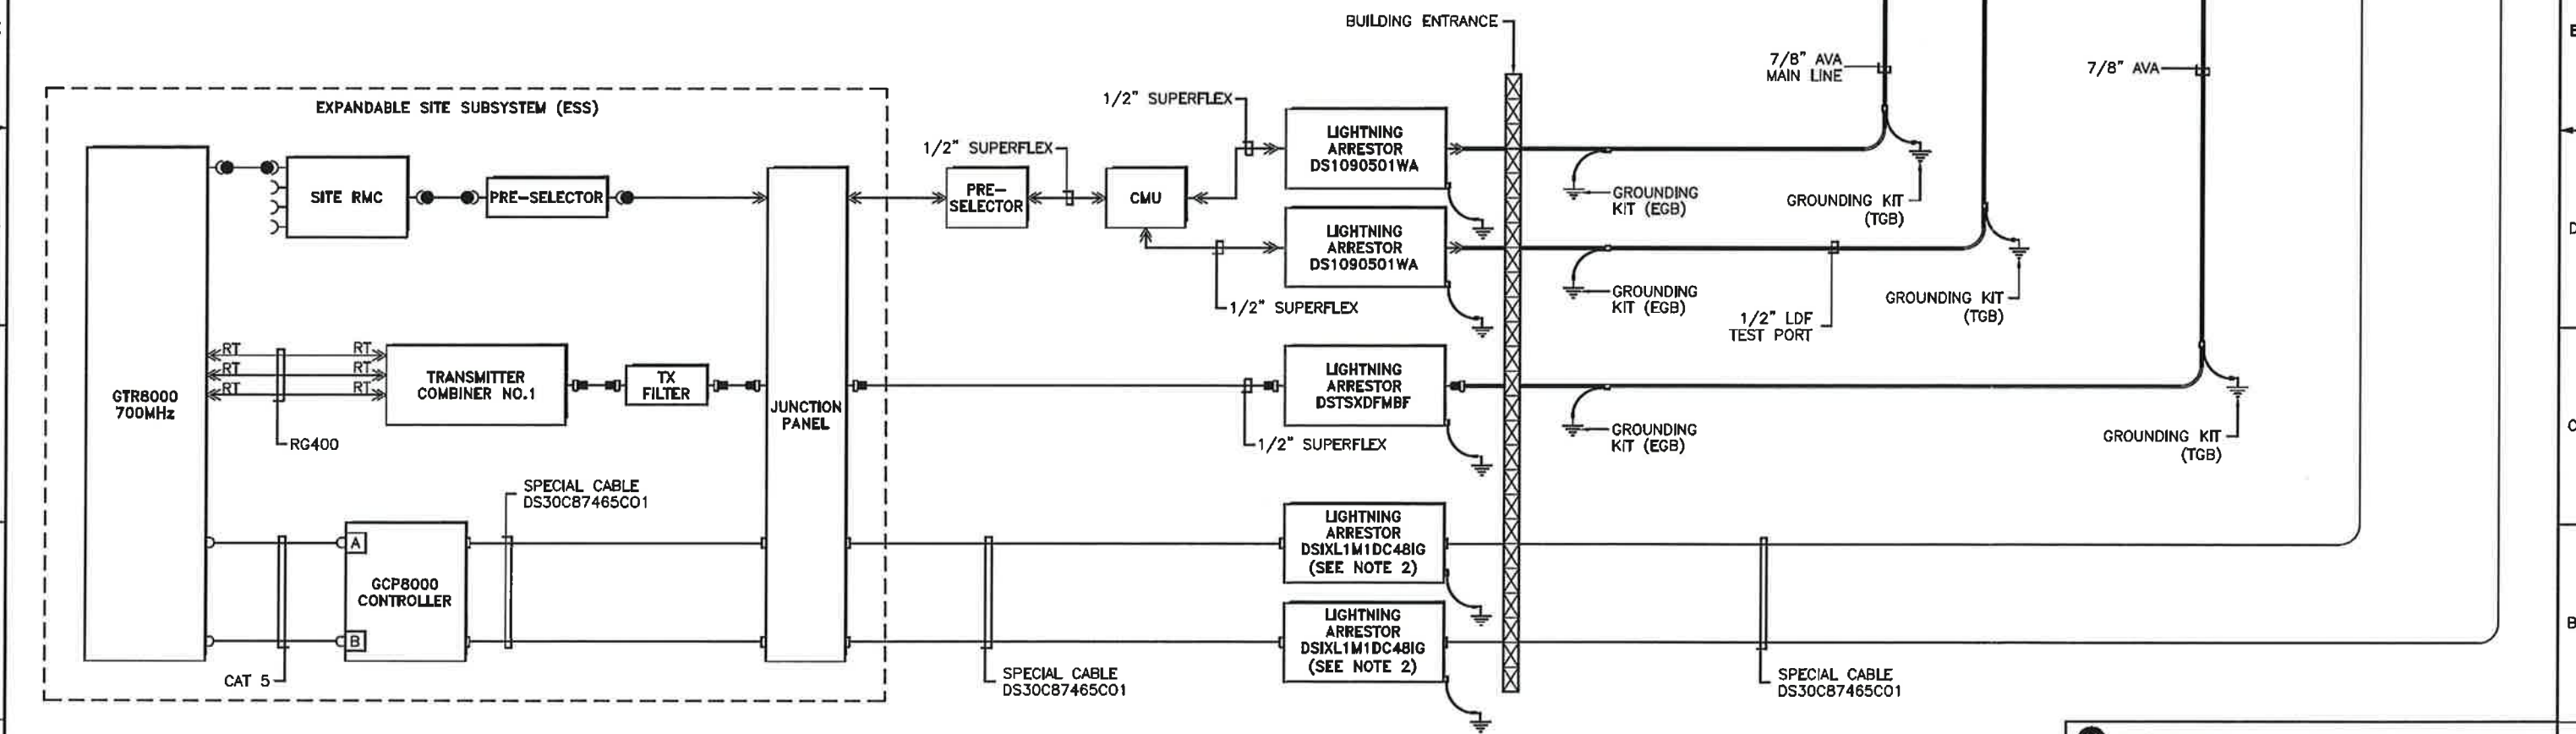 BUILDING ENTRANCE
7/8" AVA
MAIN LINE
7/8" AVA
EXPANDABLE SITE SUBSYSTEM (ESS)
1/2" SUPERFLEX
LIGHTNING
ARRESTOR
DS1090501WA
1/2" SUPERFLEX
SITE RMC
PRE-SELECTOR
PRE-
SELECTOR
CMU
GROUNDING
KIT (EGB)
GROUNDING KIT
(TGB)
LIGHTNING
ARRESTOR
DS1090501WA
1/2" SUPERFLEX
GROUNDING
KIT (EGB)
GROUNDING KIT
(TGB)
1/2" LDF
TEST PORT
RT
RT
RT
RT
RT
RT
GTR8000
700MHz
TRANSMITTER
COMBINER NO.1
TX
FILTER
JUNCTION
PANEL
LIGHTNING
ARRESTOR
DSTSXDFMBF
RG400
1/2" SUPERFLEX
GROUNDING
KIT (EGB)
GROUNDING KIT
(TGB)
SPECIAL CABLE
DS30C87465C01
LIGHTNING
ARRESTOR
DSIXL1M1DC48IG
(SEE NOTE 2)
A
GCP8000
CONTROLLER
B
LIGHTNING
ARRESTOR
DSIXL1M1DC48IG
(SEE NOTE 2)
CAT 5
SPECIAL CABLE
DS30C87465C01
SPECIAL CABLE
DS30C87465C01
C
B